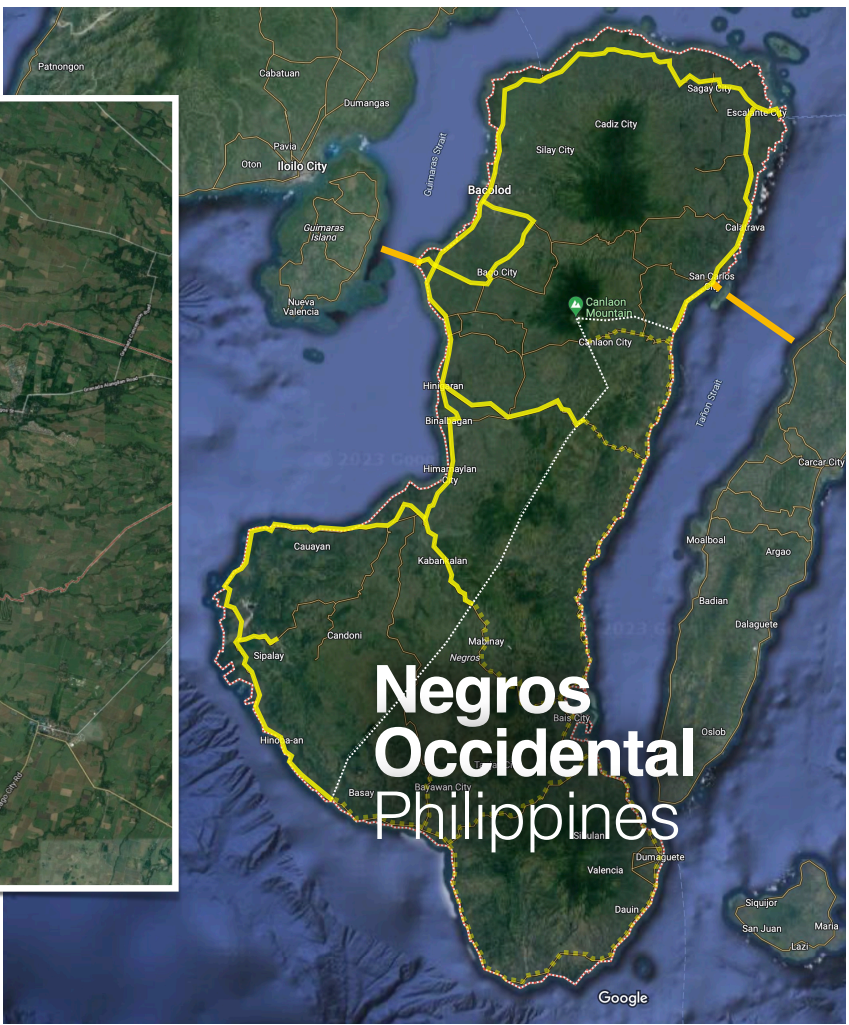 Patnongon
Cabatuan
Dumangas
Pavia
Oton
Iloilo City
Guimaras Strait
Guimaras
Island
Nueva
Valencia
Sagay City
Escalante City
Cadiz City
Silay City
Bacolod
Calatrava
Bago City
San Carlos
City
Canlaon
Mountain
Canlaon City
Tañon Strait
Hinigaran
Binalbagan
Himamaylan
City
Carcar City
Moalboal
Argao
Badian
Dalaguete
Cauayan
Kabankalan
Candoni
Mabinay
Negros
Sipalay
Negros
Occidental
Philippines
Bais City
Oslob
Hinoba-an
Basay
Bayawan City
Sibulan
Dumaguete
Valencia
Dauin
Siquijor
San Juan
Maria
Lazi
Google